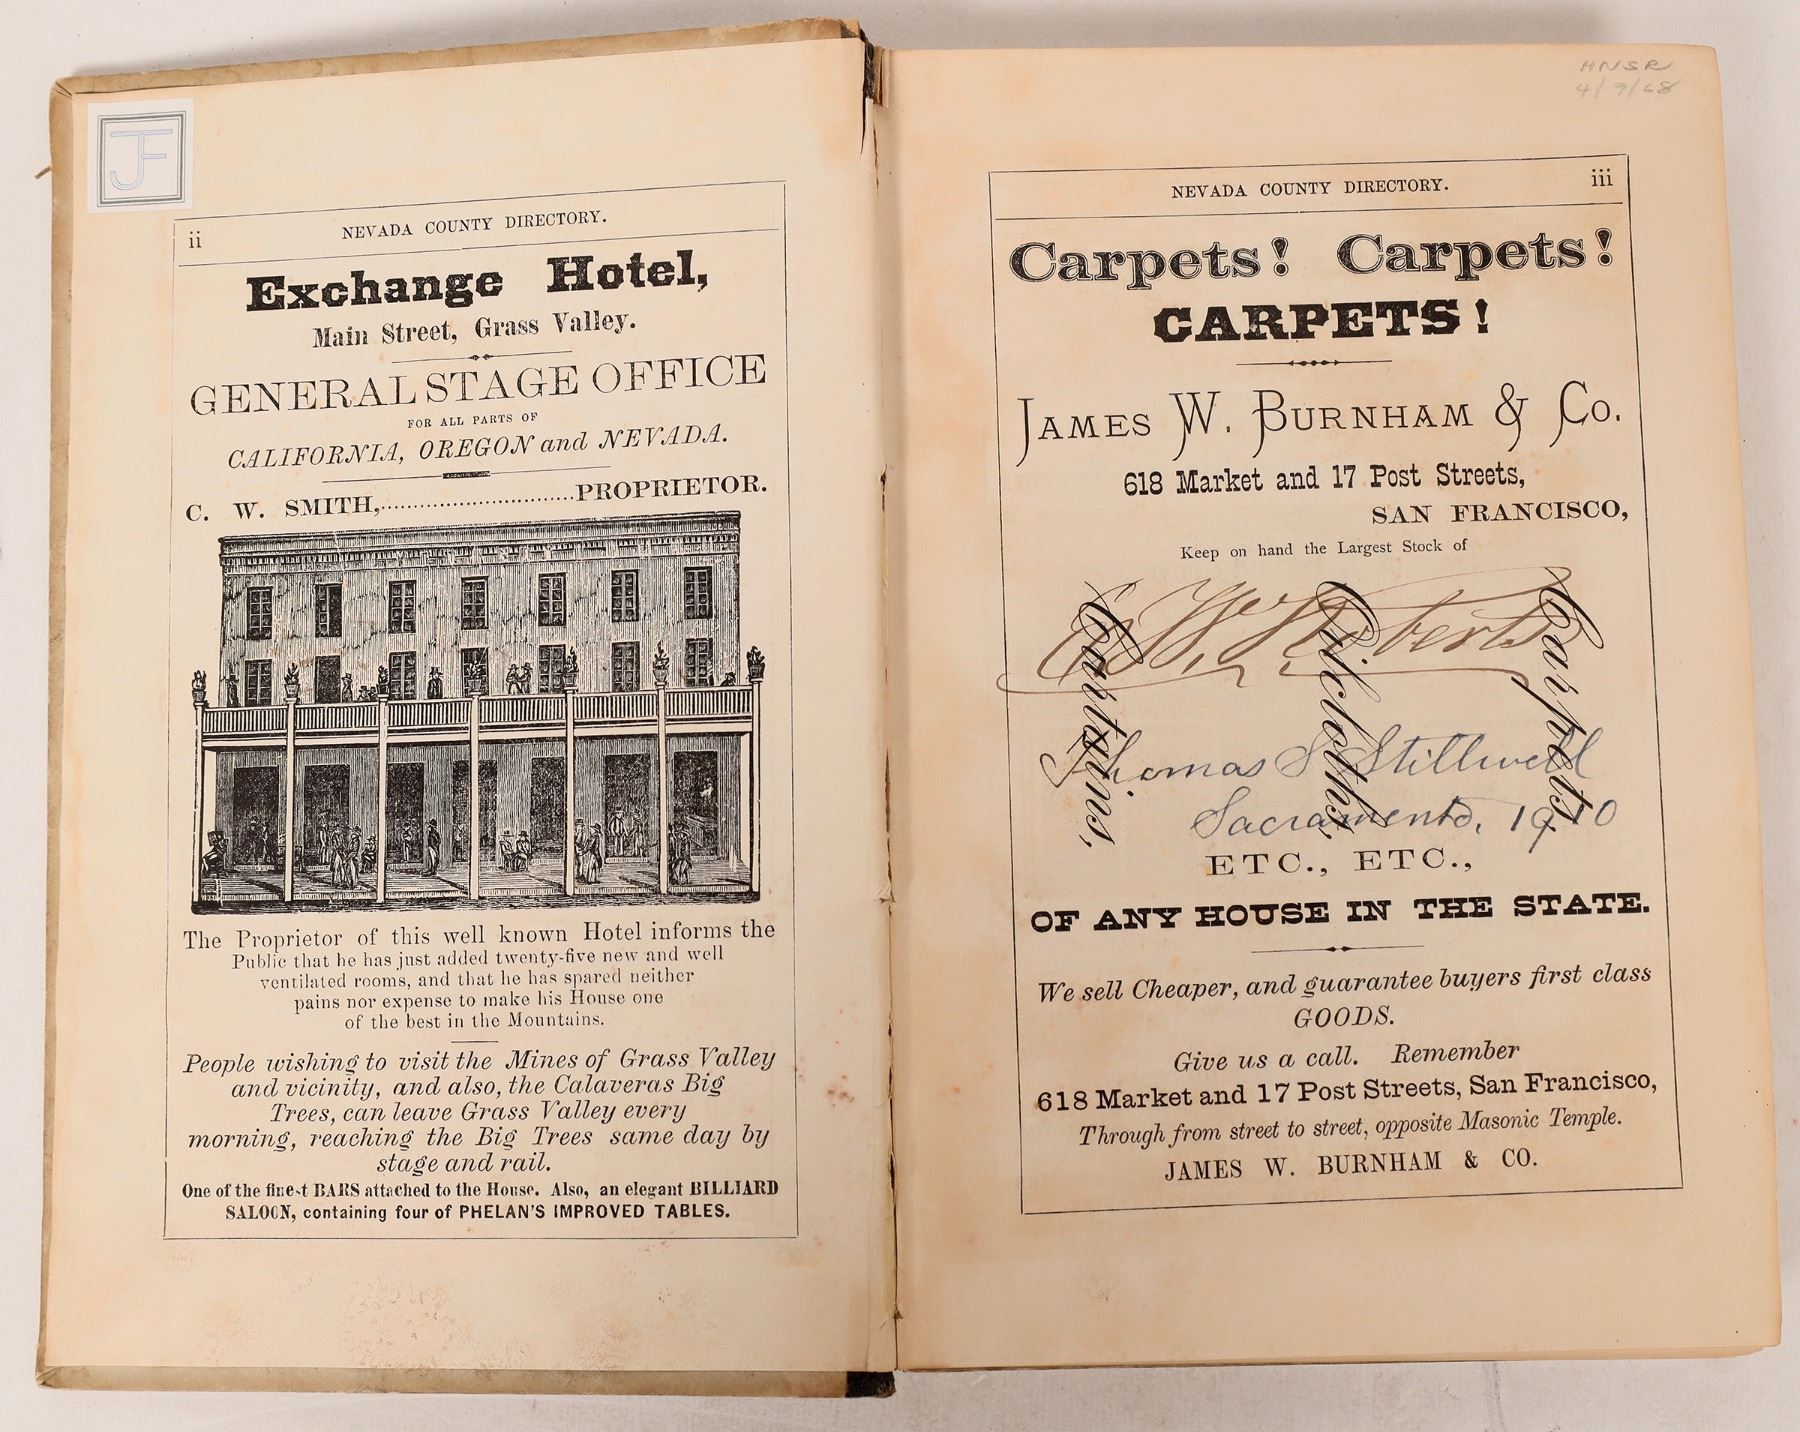 JF
ii NEVADA COUNTY DIRECTORY.
Exchange Hotel,
Main Street, Grass Valley.
GENERAL STAGE OFFICE
FOR ALL PARTS OF
CALIFORNIA, OREGON and NEVADA.
C. W. SMITH,............................PROPRIETOR.
The Proprietor of this well known Hotel informs the
Public that he has just added twenty-five new and well
ventilated rooms, and that he has spared neither
pains nor expense to make his House one
of the best in the Mountains.
People wishing to visit the Mines of Grass Valley
and vicinity, and also, the Calaveras Big
Trees, can leave Grass Valley every
morning, reaching the Big Trees same day by
stage and rail.
One of the finest BARS attached to the House. Also, an elegant BILLIARD
SALOON, containing four of PHELAN'S IMPROVED TABLES.
HNSR
4/9/68
NEVADA COUNTY DIRECTORY. iii
Carpets! Carpets!
CARPETS!
JAMES W. BURNHAM & CO.
618 Market and 17 Post Streets,
SAN FRANCISCO,
Keep on hand the Largest Stock of
Carpets,
Oilcloths,
Curtains,
W. Roberts
Thomas S Stillwell
Sacramento, 1910
ETC., ETC.,
OF ANY HOUSE IN THE STATE.
We sell Cheaper, and guarantee buyers first class
GOODS.
Give us a call. Remember
618 Market and 17 Post Streets, San Francisco,
Through from street to street, opposite Masonic Temple.
JAMES W. BURNHAM & CO.